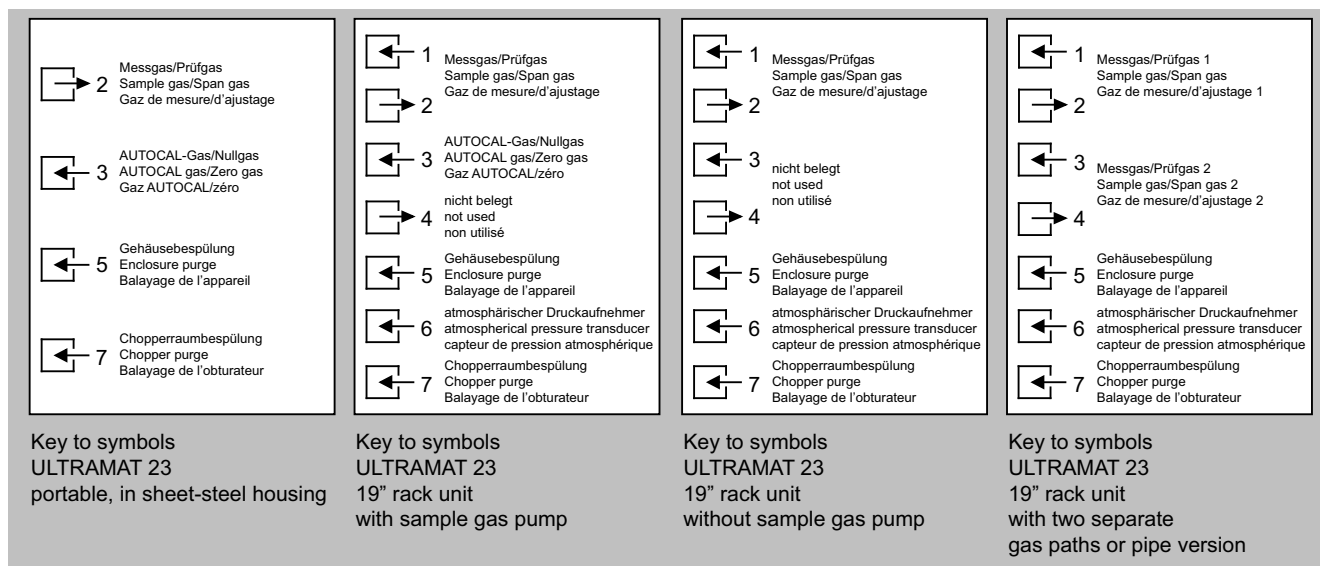 2
Messgas/Prüfgas
Sample gas/Span gas
Gaz de mesure/d'ajustage
3
AUTOCAL-Gas/Nullgas
AUTOCAL gas/Zero gas
Gaz AUTOCAL/zéro
5
Gehäusebespülung
Enclosure purge
Balayage de l'appareil
7
Chopperraumbespülung
Chopper purge
Balayage de l'obturateur
Key to symbols
ULTRAMAT 23
portable, in sheet-steel housing
1
Messgas/Prüfgas
Sample gas/Span gas
Gaz de mesure/d'ajustage
2
3
AUTOCAL-Gas/Nullgas
AUTOCAL gas/Zero gas
Gaz AUTOCAL/zéro
4
nicht belegt
not used
non utilisé
5
Gehäusebespülung
Enclosure purge
Balayage de l'appareil
6
atmosphärischer Druckaufnehmer
atmospherical pressure transducer
capteur de pression atmosphérique
7
Chopperraumbespülung
Chopper purge
Balayage de l'obturateur
Key to symbols
ULTRAMAT 23
19” rack unit
with sample gas pump
1
Messgas/Prüfgas
Sample gas/Span gas
Gaz de mesure/d'ajustage
2
3
nicht belegt
not used
non utilisé
4
5
Gehäusebespülung
Enclosure purge
Balayage de l'appareil
6
atmosphärischer Druckaufnehmer
atmospherical pressure transducer
capteur de pression atmosphérique
7
Chopperraumbespülung
Chopper purge
Balayage de l'obturateur
Key to symbols
ULTRAMAT 23
19” rack unit
without sample gas pump
1
Messgas/Prüfgas 1
Sample gas/Span gas
Gaz de mesure/d'ajustage 1
2
3
Messgas/Prüfgas 2
Sample gas/Span gas 2
Gaz de mesure/d'ajustage 2
4
5
Gehäusebespülung
Enclosure purge
Balayage de l'appareil
6
atmosphärischer Druckaufnehmer
atmospherical pressure transducer
capteur de pression atmosphérique
7
Chopperraumbespülung
Chopper purge
Balayage de l'obturateur
Key to symbols
ULTRAMAT 23
19” rack unit
with two separate
gas paths or pipe version